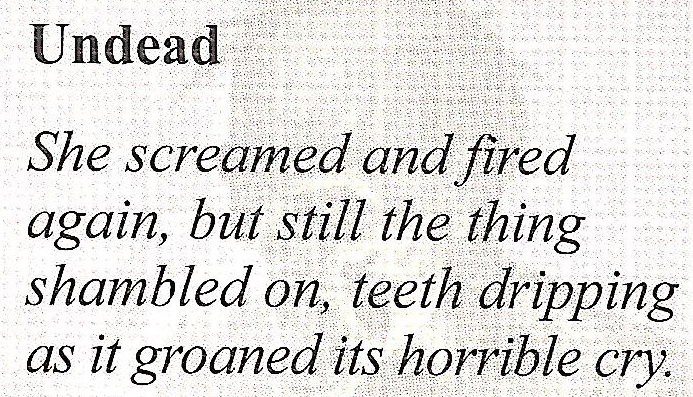 Undead
She screamed and fired
again, but still the thing
shambled on, teeth dripping
as it groaned its horrible cry.